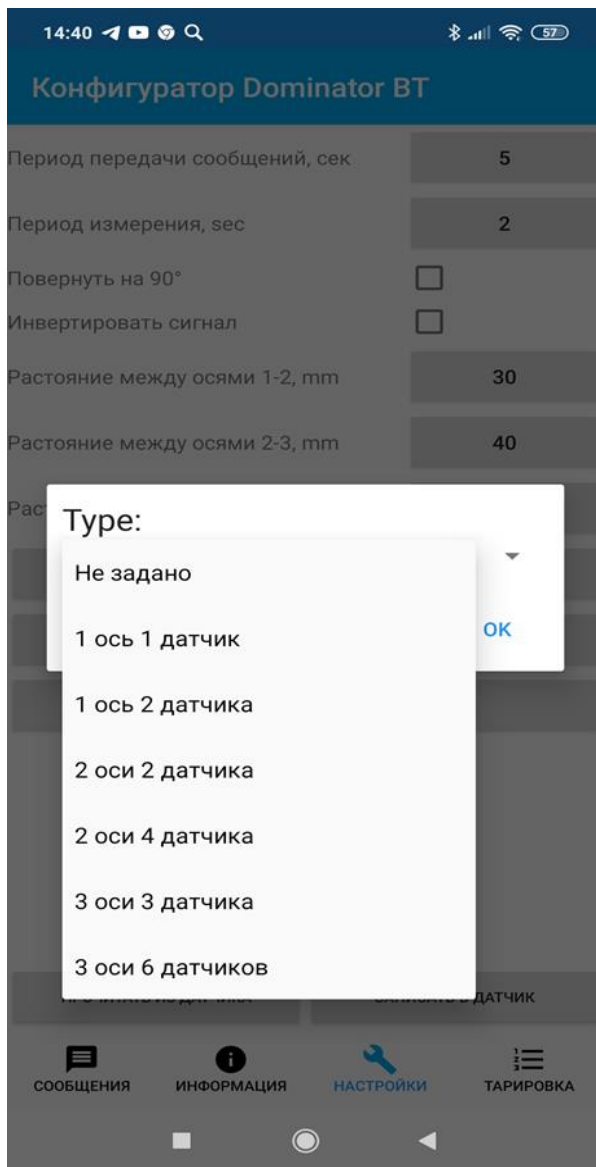 14:40
57
Конфигуратор Dominator BT
Период передачи сообщений, сек 5
Период измерения, sec 2
Повернуть на 90°
Инвертировать сигнал
Растояние между осями 1-2, mm 30
Растояние между осями 2-3, mm 40
Рас
Type:
Не задано
OK
1 ось 1 датчик
1 ось 2 датчика
2 оси 2 датчика
2 оси 4 датчика
3 оси 3 датчика
3 оси 6 датчиков
ДАТЧИК
СООБЩЕНИЯ ИНФОРМАЦИЯ НАСТРОЙКИ ТАРИРОВКА